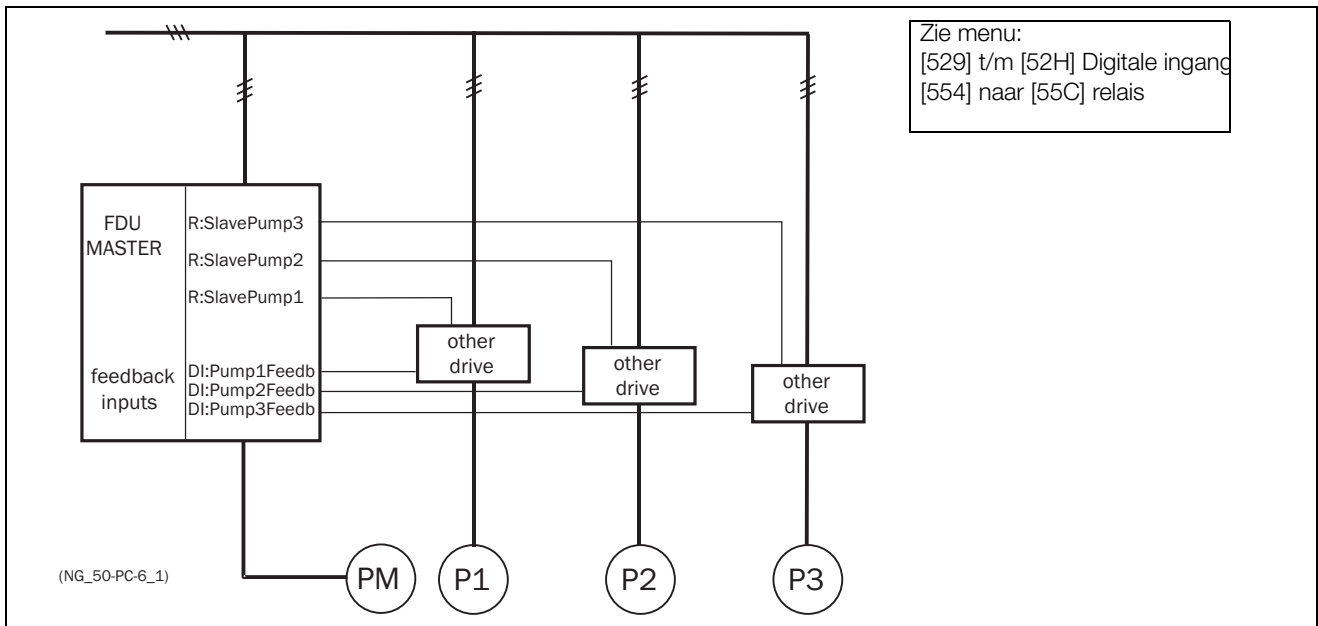 Zie menu:
[529] t/m [52H] Digitale ingang
[554] naar [55C] relais
FDU
MASTER
R:SlavePump3
R:SlavePump2
R:SlavePump1
feedback
inputs
DI:Pump1Feedb
DI:Pump2Feedb
DI:Pump3Feedb
other
drive
other
drive
other
drive
(NG_50-PC-6_1)
PM
P1
P2
P3